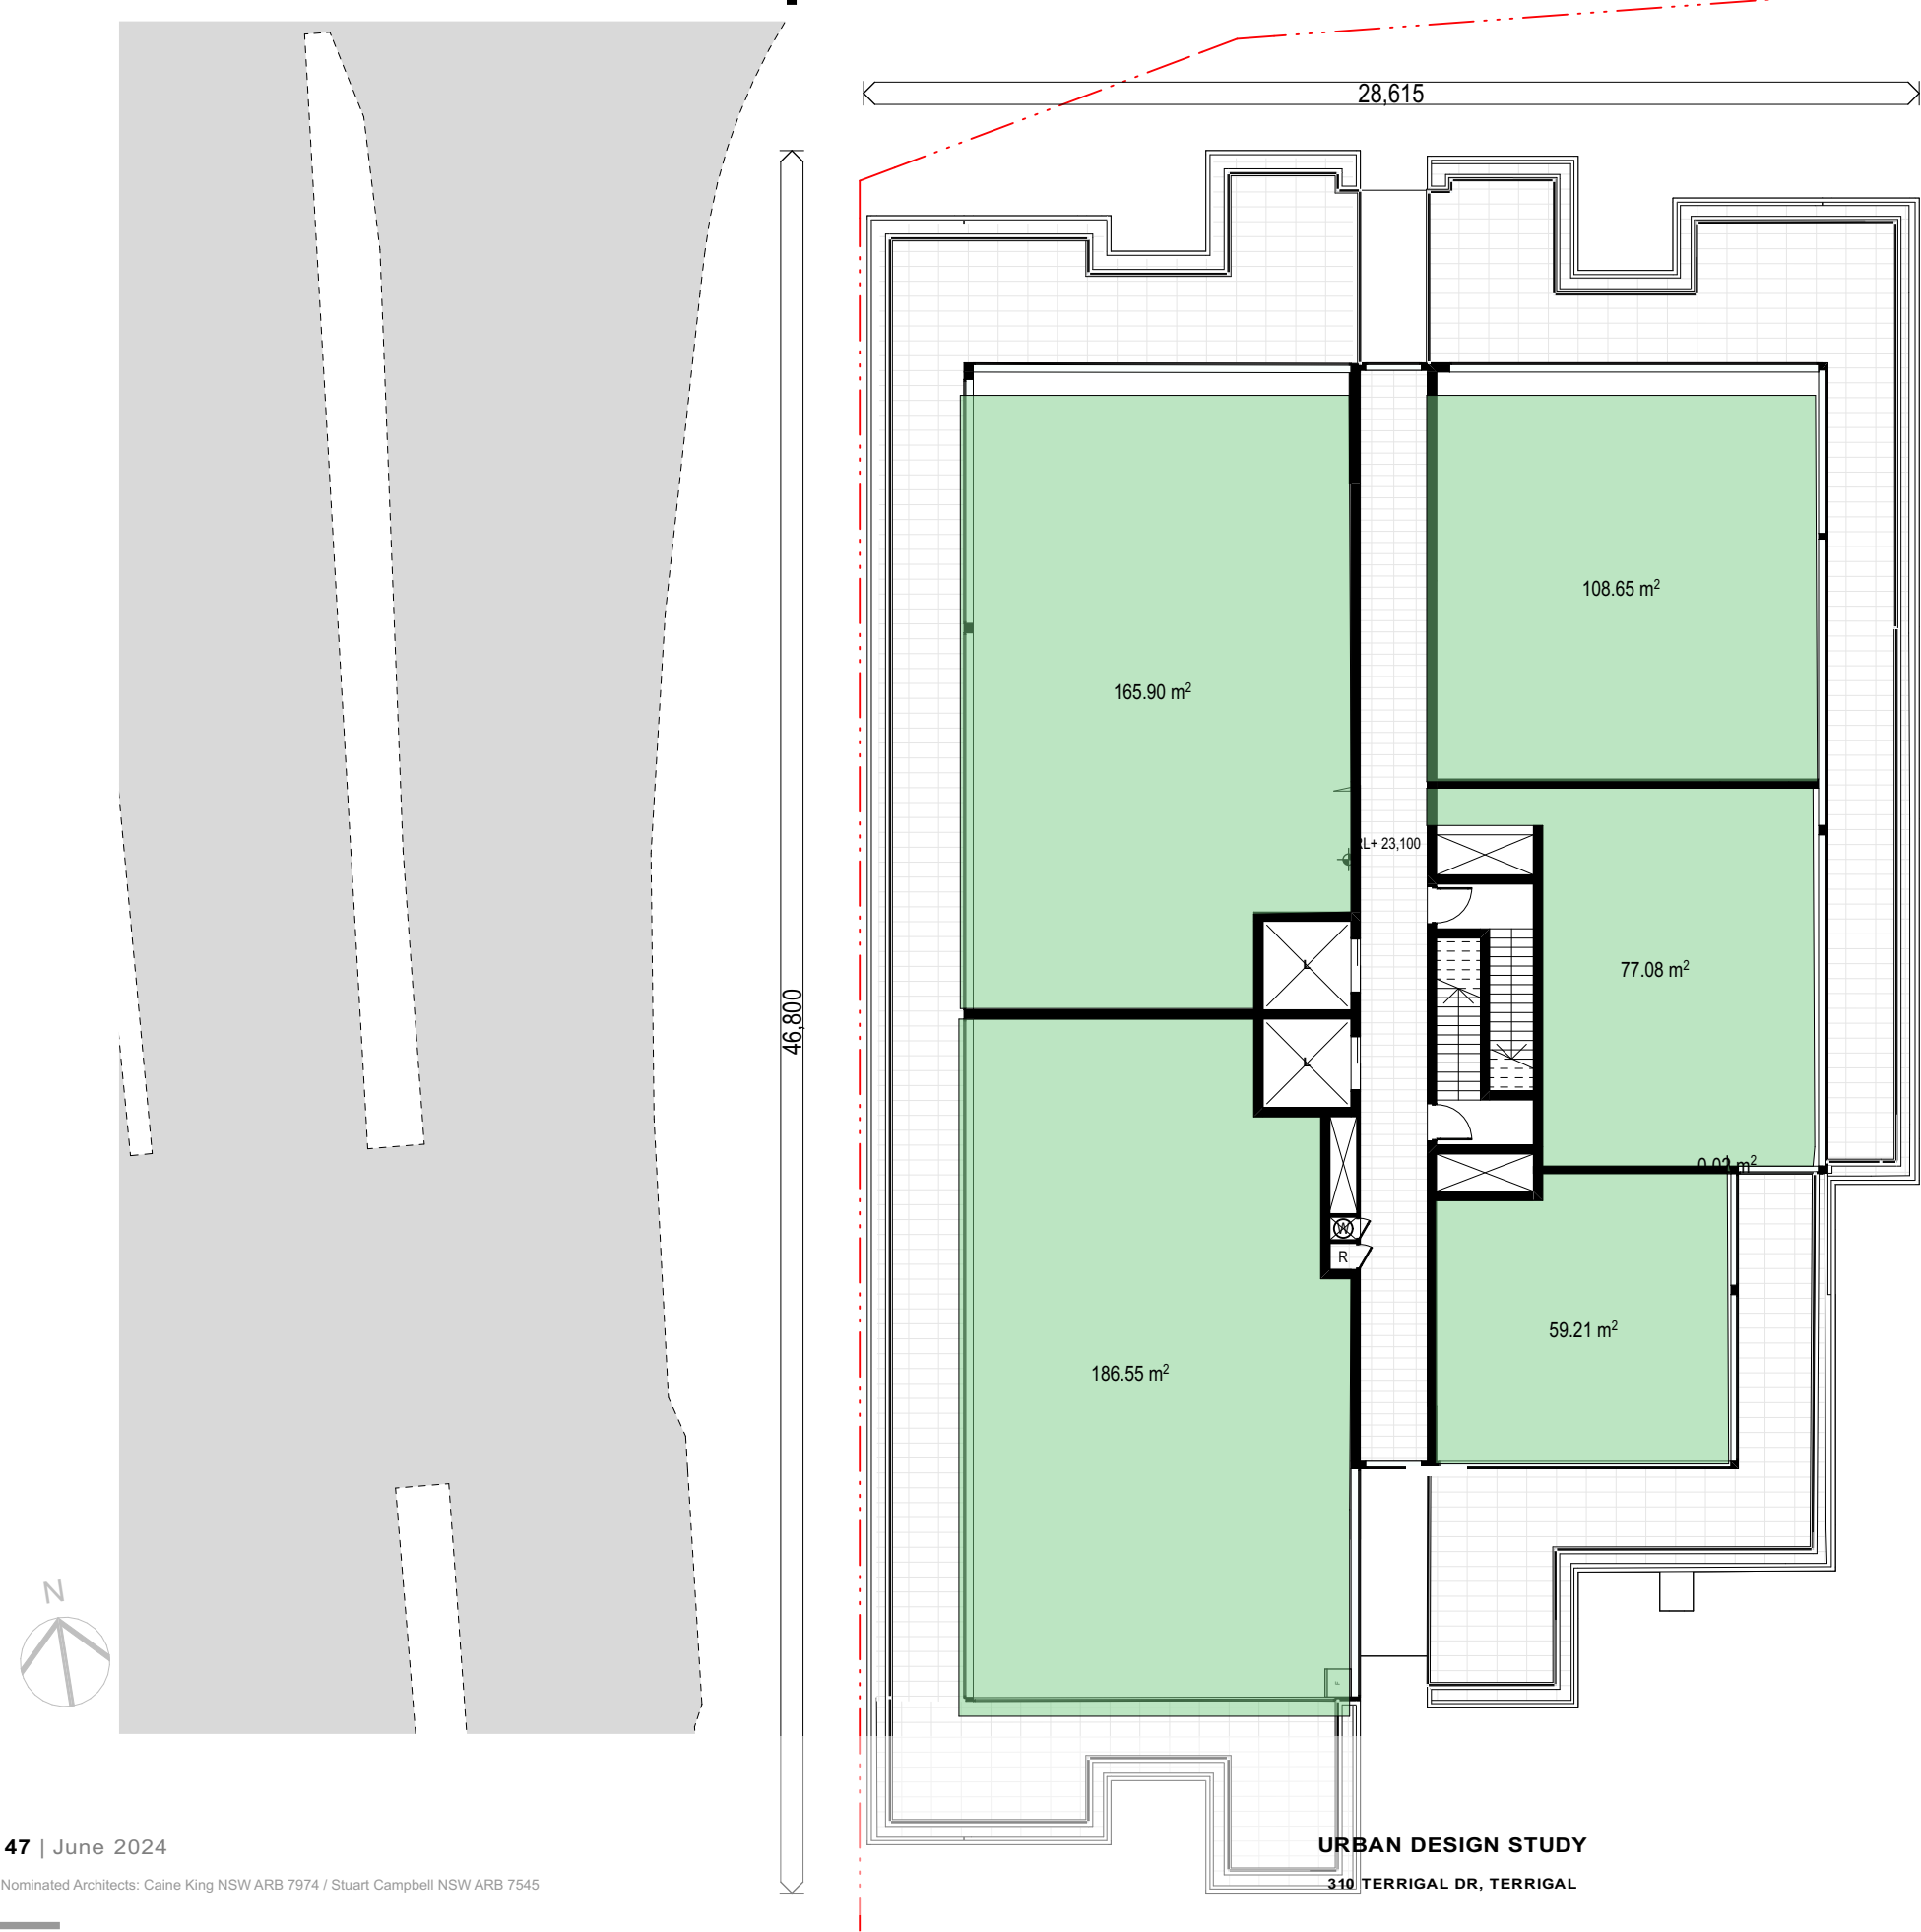 28,615
108.65 m²
165.90 m²
RL+ 23,100
L
77.08 m²
46,800
L
W
R
59.21 m²
186.55 m²
N
47 | June 2024
URBAN DESIGN STUDY
Nominated Architects: Caine King NSW ARB 7974 / Stuart Campbell NSW ARB 7545
310 TERRIGAL DR, TERRIGAL